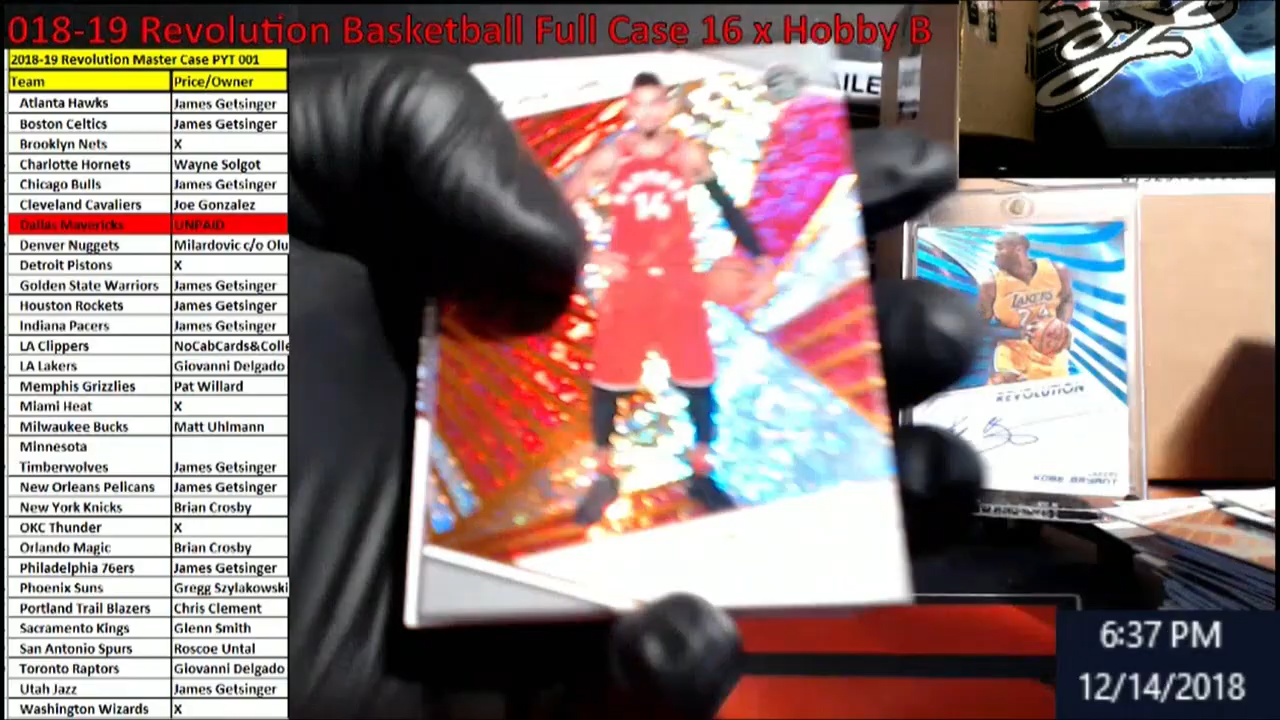 018-19 Revolution Basketball Full Case 16 x Hobby B
2018-19 Revolution Master Case PYT 001
Team Price/Owner
Atlanta Hawks James Getsinger
Boston Celtics James Getsinger
Brooklyn Nets X
Charlotte Hornets Wayne Solgot
Chicago Bulls James Getsinger
Cleveland Cavaliers Joe Gonzalez
Dallas Mavericks UNPAID
Denver Nuggets Milardovic c/o Olu
Detroit Pistons X
Golden State Warriors James Getsinger
Houston Rockets James Getsinger
Indiana Pacers James Getsinger
LA Clippers NoCabCards&Colle
LA Lakers Giovanni Delgado
Memphis Grizzlies Pat Willard
Miami Heat X
Milwaukee Bucks Matt Uhlmann
Minnesota
Timberwolves James Getsinger
New Orleans Pelicans James Getsinger
New York Knicks Brian Crosby
OKC Thunder X
Orlando Magic Brian Crosby
Philadelphia 76ers James Getsinger
Phoenix Suns Gregg Szylakowski
Portland Trail Blazers Chris Clement
Sacramento Kings Glenn Smith
San Antonio Spurs Roscoe Untal
Toronto Raptors Giovanni Delgado
Utah Jazz James Getsinger
Washington Wizards X
AILE
LAKERS
24
REVOLUTION
KOBE BRYANT
6:37 PM
12/14/2018